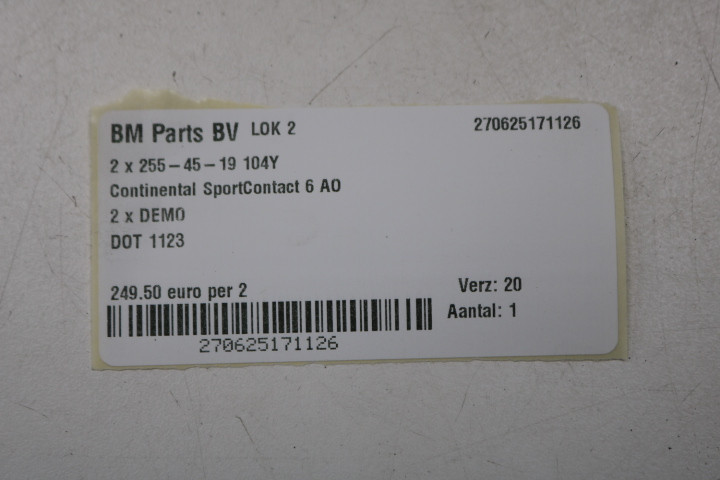 BM Parts BV LOK 2 270625171126
2 x 255-45-19 104Y
Continental SportContact 6 AO
2 x DEMO
DOT 1123
249.50 euro per 2 Verz: 20
Aantal: 1
270625171126